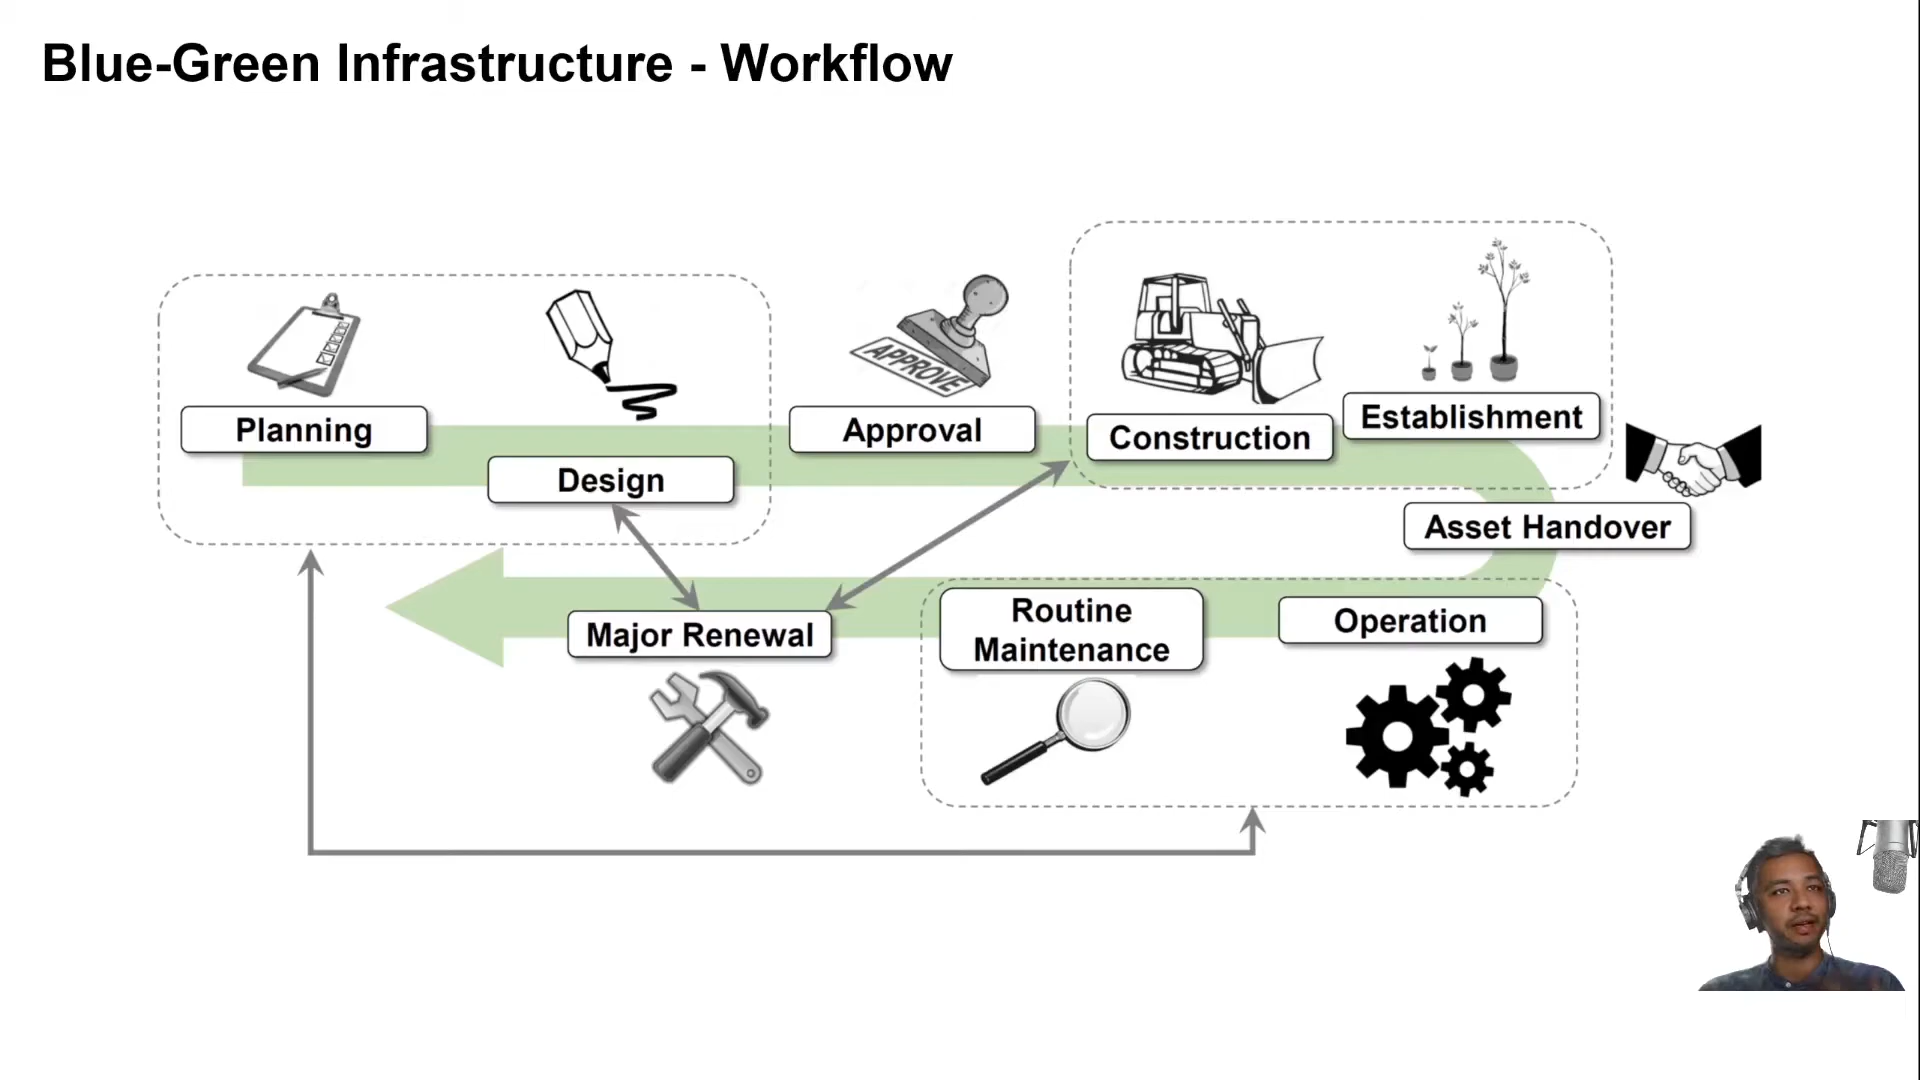 Blue-Green Infrastructure - Workflow
APPROVE
Planning
Design
Approval
Construction
Establishment
Asset Handover
Operation
Routine
Maintenance
Major Renewal